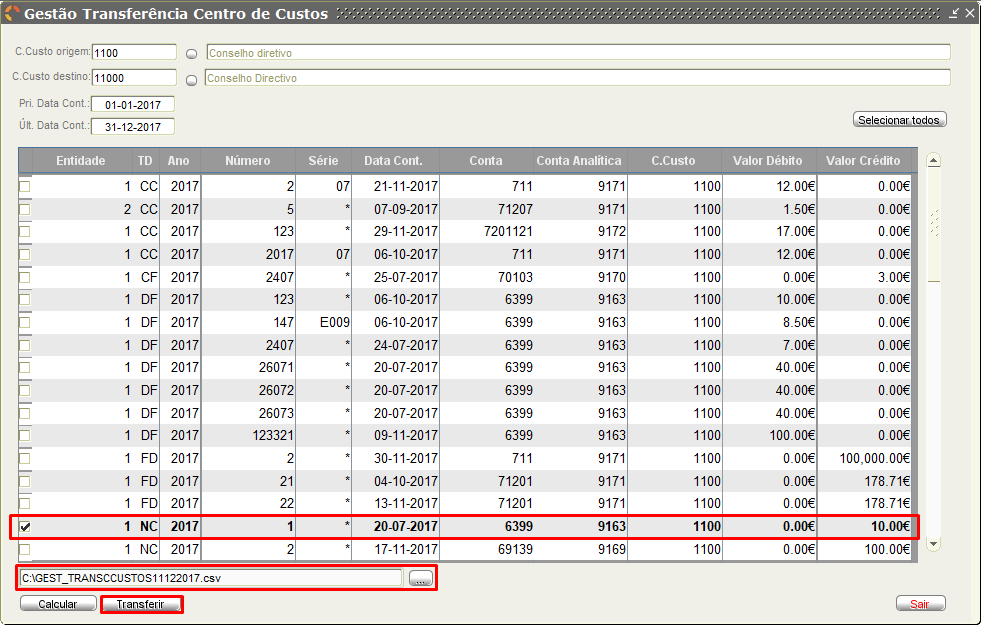 Gestão Transferência Centro de Custos
C.Custo origem: 1100 Conselho diretivo
C.Custo destino: 11000 Conselho Directivo
Pri. Data Cont.: 01-01-2017
Últ. Data Cont.: 31-12-2017
Selecionar todos
Entidade TD Ano Número Série Data Cont. Conta Conta Analítica C.Custo Valor Débito Valor Crédito
1 CC 2017 2 07 21-11-2017 711 9171 1100 12.00€ 0.00€
2 CC 2017 5 * 07-09-2017 71207 9171 1100 1.50€ 0.00€
1 CC 2017 123 * 29-11-2017 7201121 9172 1100 17.00€ 0.00€
1 CC 2017 2017 07 06-10-2017 711 9171 1100 12.00€ 0.00€
1 CF 2017 2407 * 25-07-2017 70103 9170 1100 0.00€ 3.00€
1 DF 2017 123 * 06-10-2017 6399 9163 1100 10.00€ 0.00€
1 DF 2017 147 E009 06-10-2017 6399 9163 1100 8.50€ 0.00€
1 DF 2017 2407 * 24-07-2017 6399 9163 1100 7.00€ 0.00€
1 DF 2017 26071 * 20-07-2017 6399 9163 1100 40.00€ 0.00€
1 DF 2017 26072 * 20-07-2017 6399 9163 1100 40.00€ 0.00€
1 DF 2017 26073 * 20-07-2017 6399 9163 1100 40.00€ 0.00€
1 DF 2017 123321 * 09-11-2017 6399 9163 1100 100.00€ 0.00€
1 FD 2017 2 * 30-11-2017 711 9171 1100 0.00€ 100,000.00€
1 FD 2017 21 * 04-10-2017 71201 9171 1100 0.00€ 178.71€
1 FD 2017 22 * 13-11-2017 71201 9171 1100 0.00€ 178.71€
1 NC 2017 1 * 20-07-2017 6399 9163 1100 0.00€ 10.00€
1 NC 2017 2 * 17-11-2017 69139 9169 1100 0.00€ 100.00€
C:\GEST_TRANSCCUSTOS11122017.csv ...
Calcular Transferir Sair